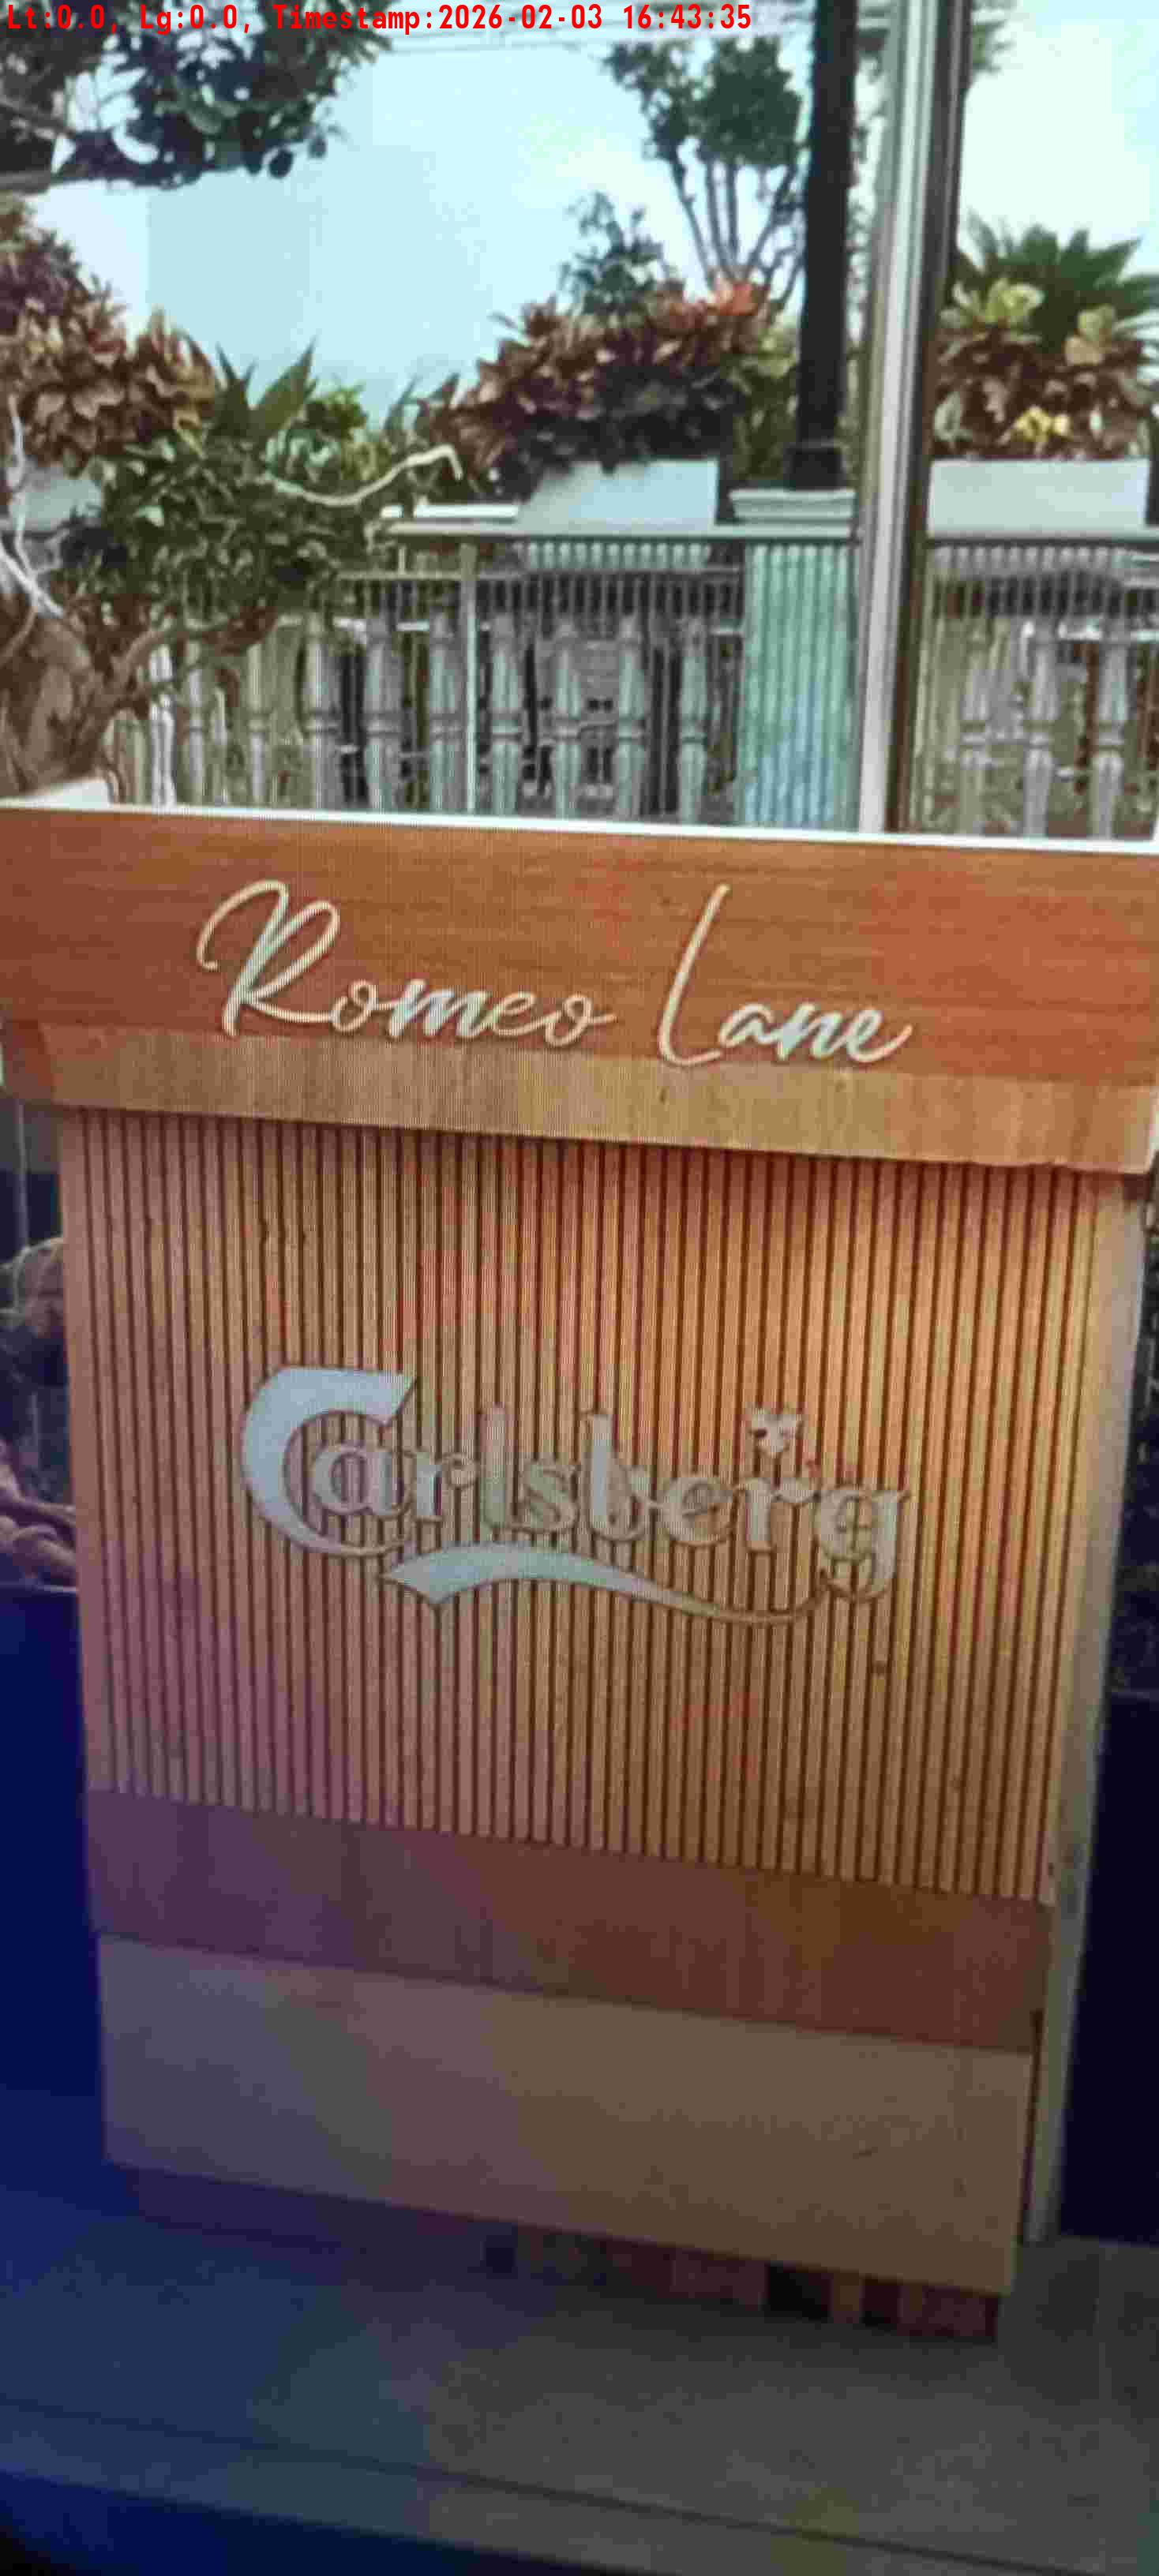 Lt:0.0, Lg:0.0, Timestamp:2026-02-03 16:43:35
Romeo Lane
Carlsberg